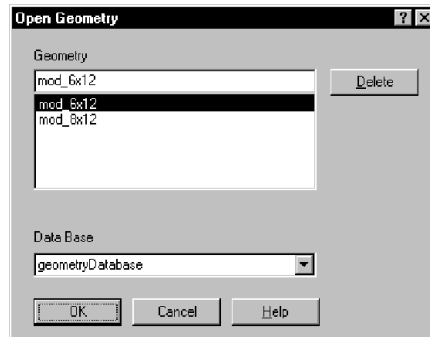 Open Geometry
Geometry
mod_6x12
Delete
mod_6x12
mod_8x12
Data Base
geometryDatabase
OK
Cancel
Help